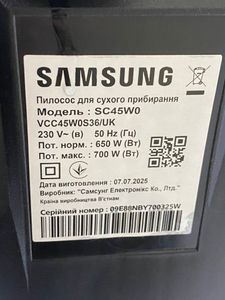 SAMSUNG
Пилосос для сухого прибирання
Модель : SC45W0
VCC45W0S36/UK
230 V~ (в) 50 Hz (Гц)
Пот. норм. : 650 W (Вт)
Пот. макс. : 700 W (Вт)
Дата виготовлення : 07.07.2025
Виробник: "Самсунг Електронікс Ко., Лтд."
Країна виробництва В'єтнам
Серійний номер : 09E88NBY700325W